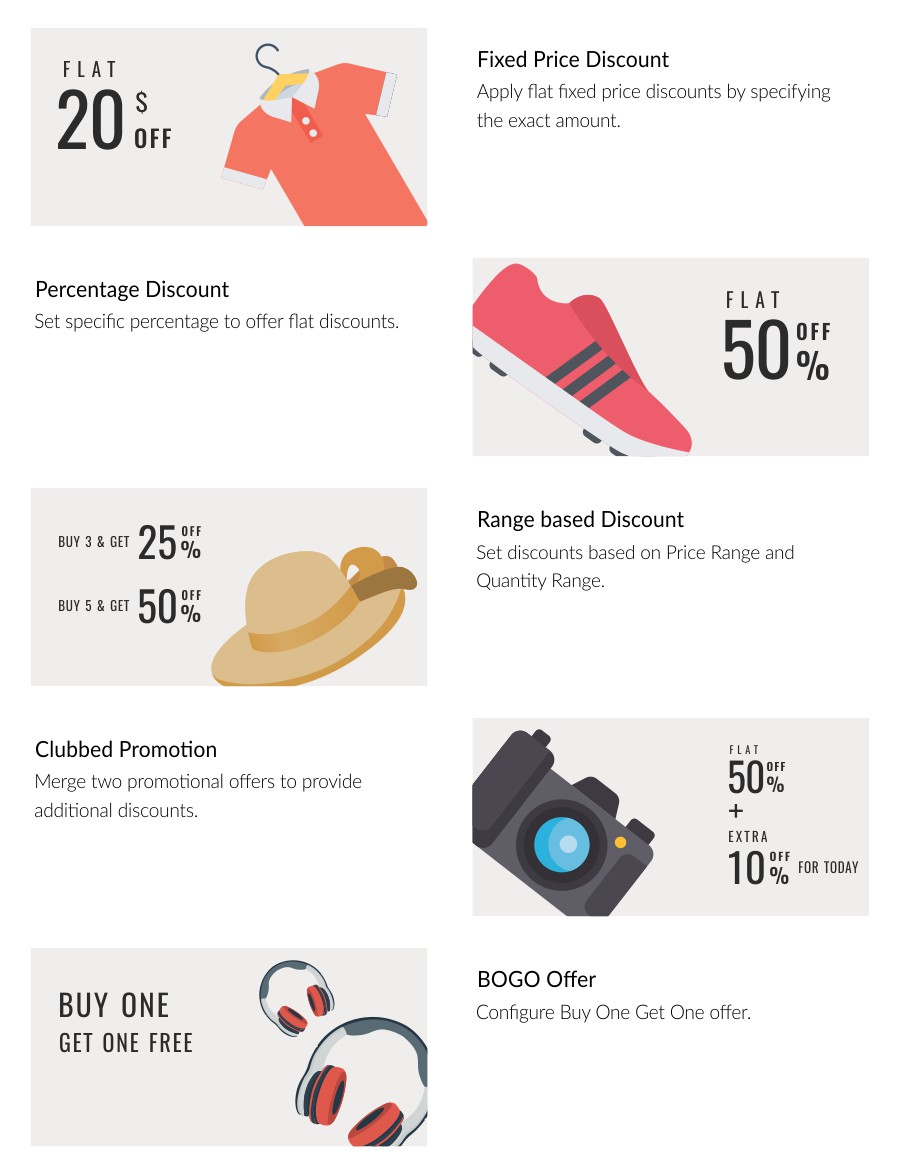 FLAT
20 $ OFF
Fixed Price Discount
Apply flat fixed price discounts by specifying
the exact amount.
Percentage Discount
Set specific percentage to offer flat discounts.
FLAT
50 OFF %
BUY 3 & GET 25 OFF %
BUY 5 & GET 50 OFF %
Range based Discount
Set discounts based on Price Range and
Quantity Range.
Clubbed Promotion
Merge two promotional offers to provide
additional discounts.
FLAT
50 OFF %
+
EXTRA
10 OFF % FOR TODAY
BUY ONE
GET ONE FREE
BOGO Offer
Configure Buy One Get One offer.